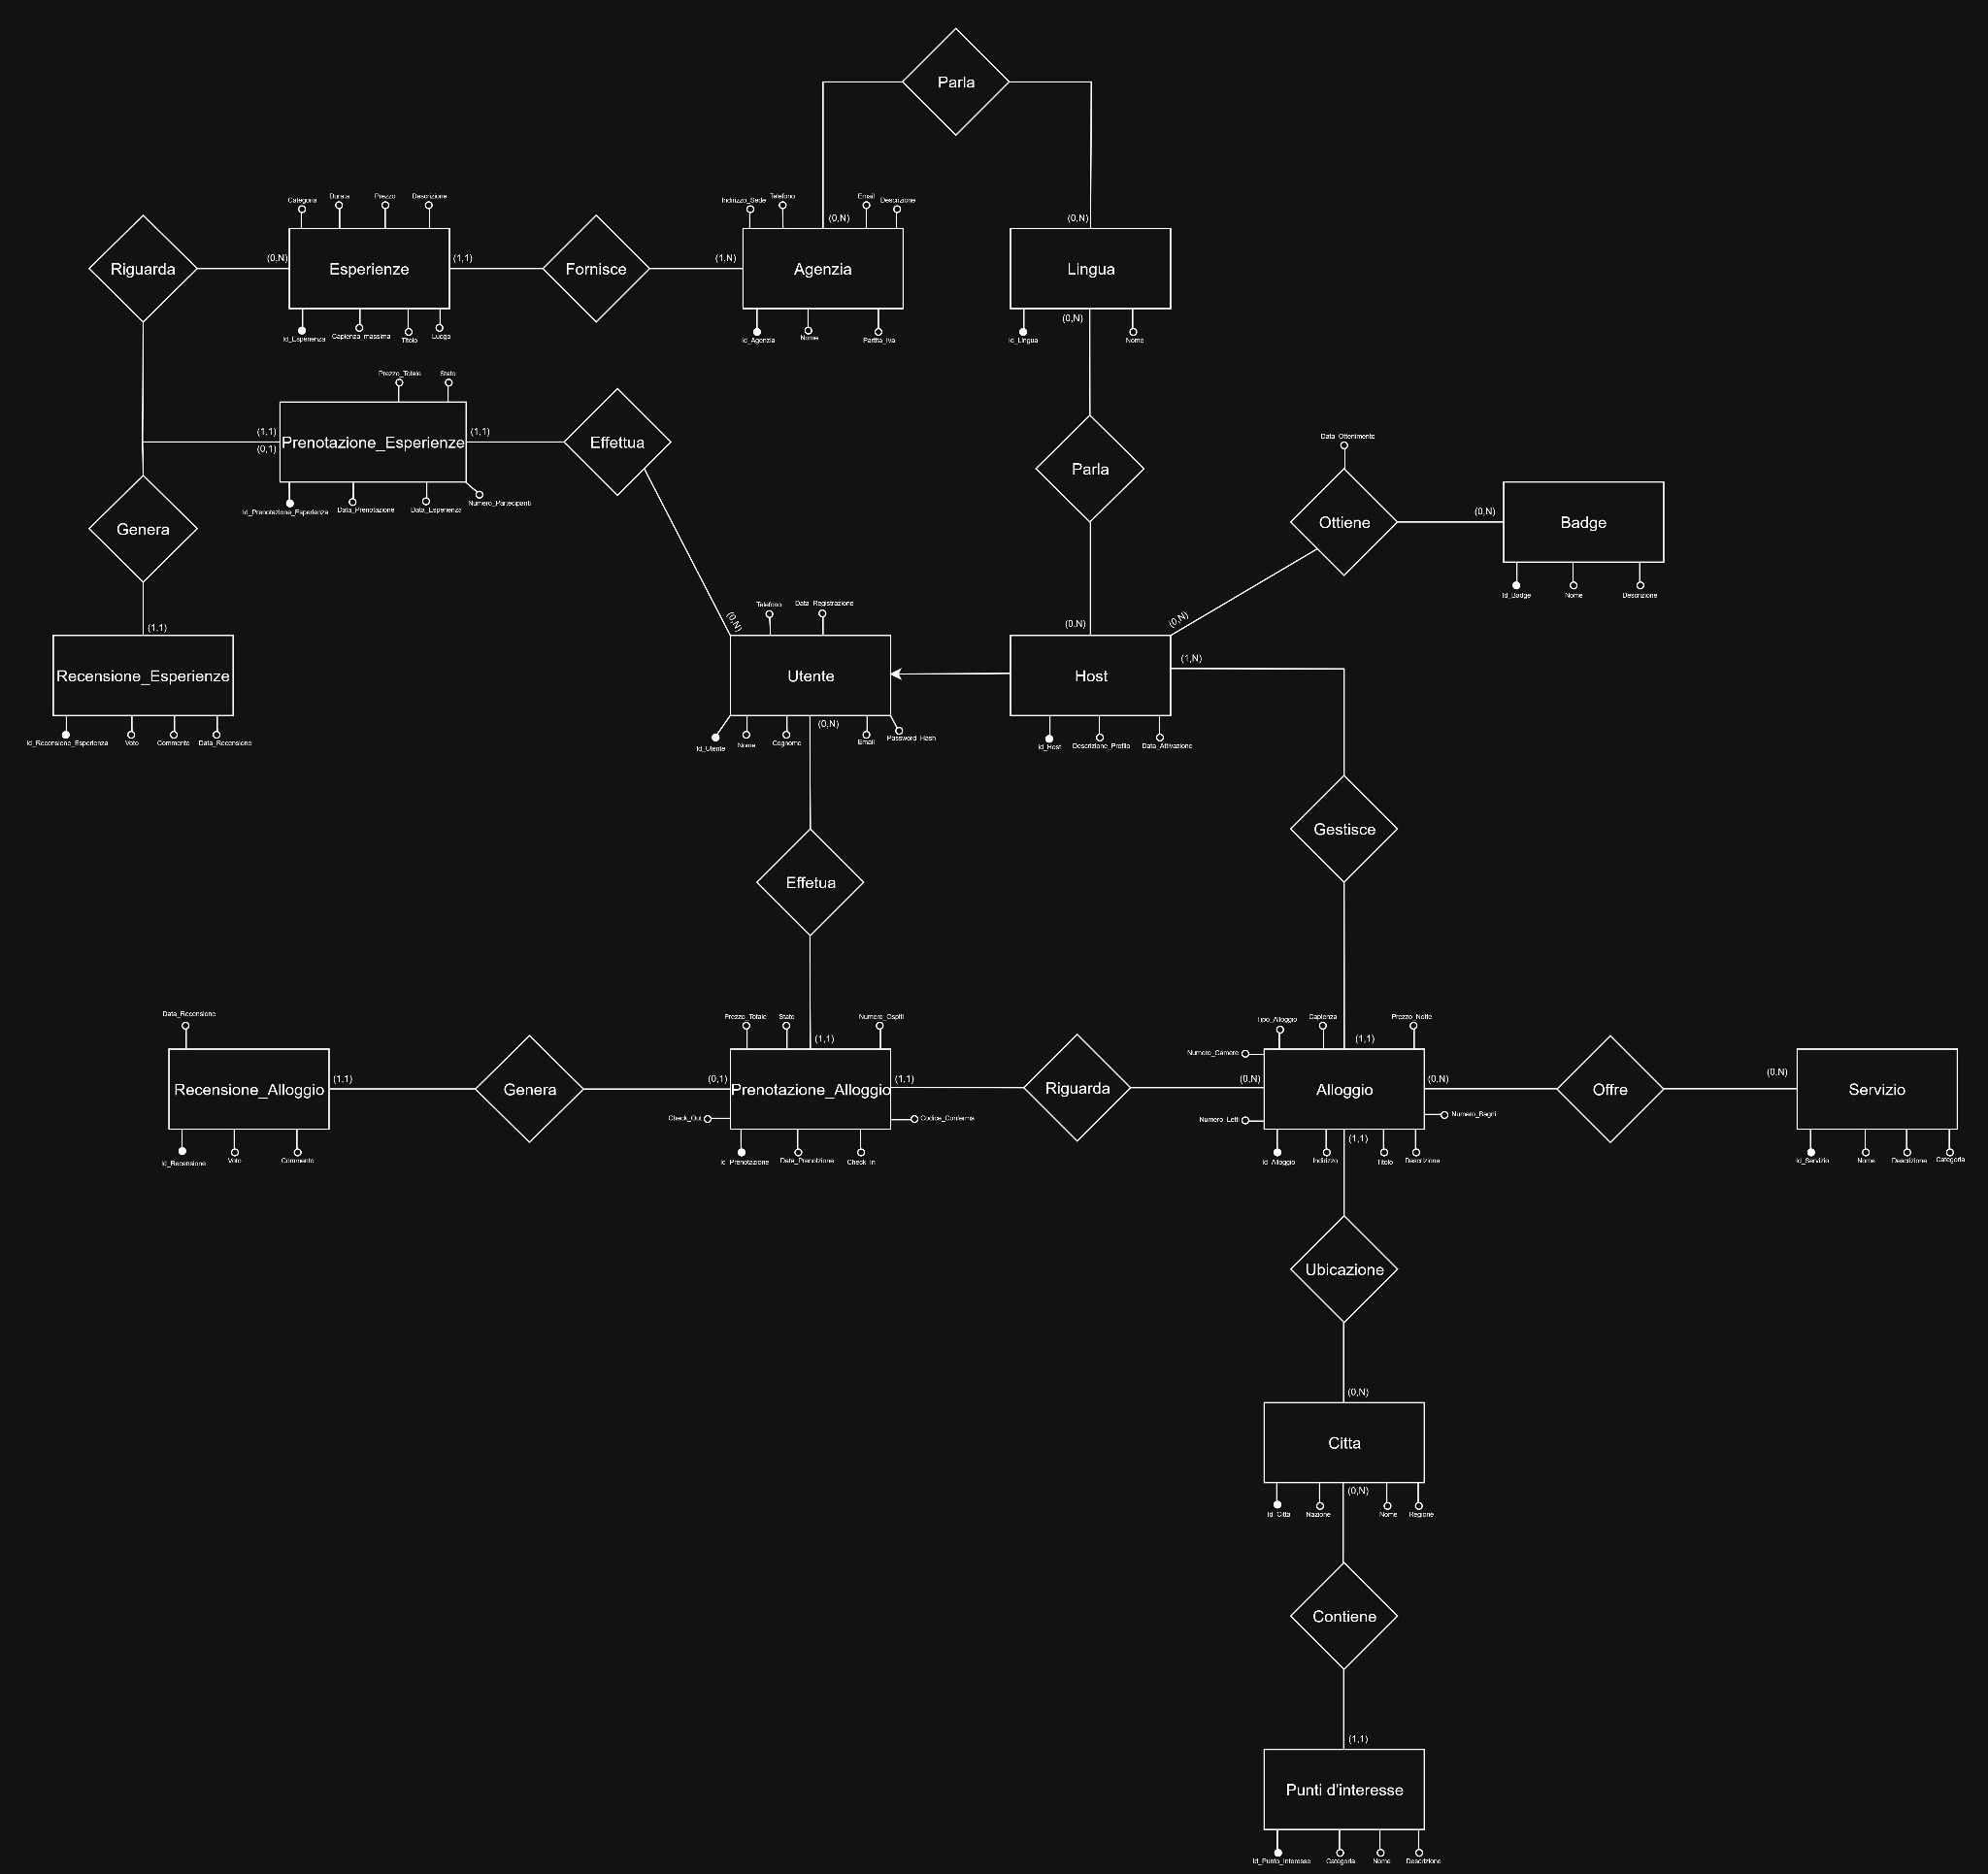 Parla
Categoria
Durata
Prezzo
Descrizione
Indirizzo_Sede
Telefono
Email
Descrizione
(0,N)
(0,N)
Riguarda
(0,N)
Esperienze
(1,1)
Fornisce
(1,N)
Agenzia
Lingua
Id_Esperienza
Capienza_massima
Titolo
Luogo
Id_Agenzia
Nome
Partita_Iva
(0,N)
Id_Lingua
Nome
Prezzo_Totale
Stato
(1,1)
(0,1)
Prenotazione_Esperienze
(1,1)
Effettua
Parla
Data_Ottenimento
Id_Prenotazione_Esperienza
Data_Prenotazione
Data_Esperienza
Numero_Partecipanti
Genera
Ottiene
(0,N)
Badge
Id_Badge
Nome
Descrizione
(1,1)
Telefono
Data_Registrazione
(0,N)
(0,N)
(0,N)
Recensione_Esperienze
Utente
Host
(1,N)
Id_Recensione_Esperienza
Voto
Commento
Data_Recensione
Id_Utente
Nome
Cognome
(0,N)
Email
Password_Hash
Id_Host
Descrizione_Profilo
Data_Attivazione
Gestisce
Effetua
Data_Recensione
Prezzo_Totale
Stato
Numero_Ospiti
(1,1)
Tipo_Alloggio
Capienza
Prezzo_Notte
(1,1)
Numero_Camere
Recensione_Alloggio
(1,1)
Genera
(0,1)
Prenotazione_Alloggio
(1,1)
Riguarda
(0,N)
Alloggio
(0,N)
Offre
(0,N)
Servizio
Check_Out
Codice_Conferma
Numero_Letti
Numero_Bagni
Id_Recensione
Voto
Commento
Id_Prenotazione
Data_Prenotzione
Check_In
(1,1)
Id_Alloggio
Indirizzo
Titolo
Descrizione
Id_Servizio
Nome
Descrizione
Categoria
Ubicazione
(0,N)
Citta
(0,N)
Id_Citta
Nazione
Nome
Regione
Contiene
(1,1)
Punti d'interesse
Id_Punto_Interesse
Categoria
Nome
Descrizione